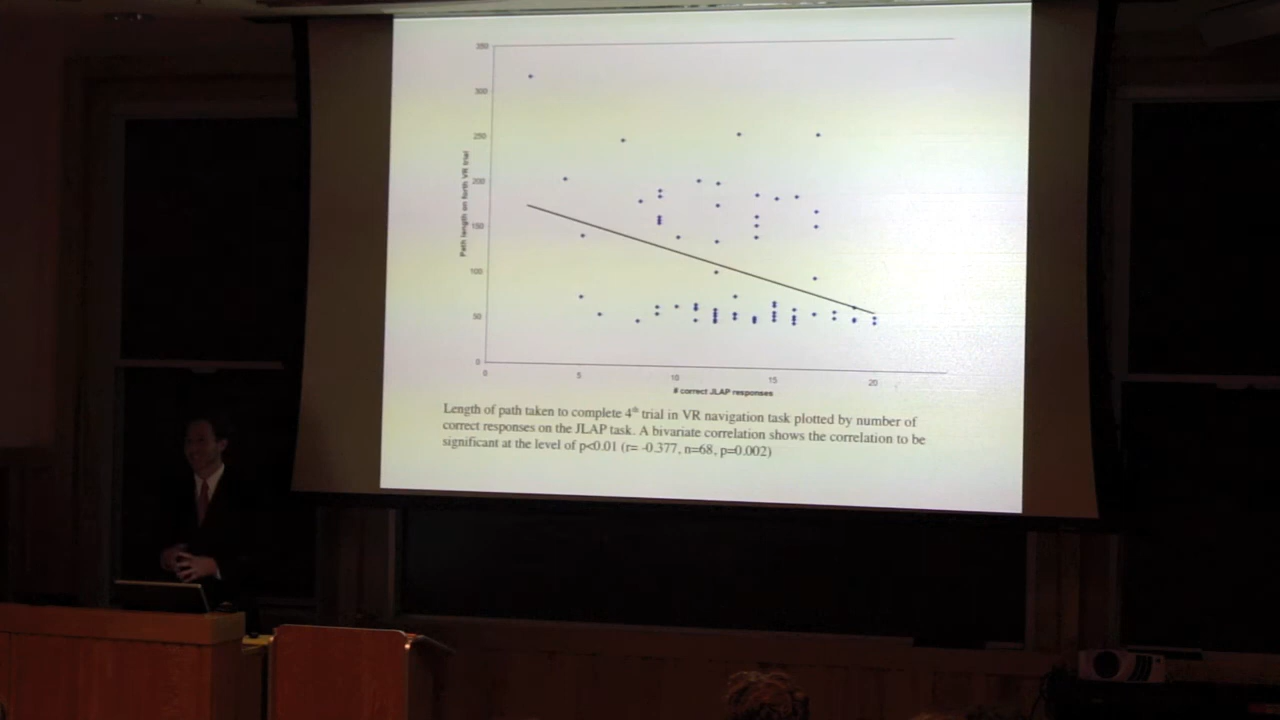 350
300
250
200
150
100
50
0
Path length on forth VR trial
0 5 10 15 20
# correct JLAP responses
Length of path taken to complete 4th trial in VR navigation task plotted by number of
correct responses on the JLAP task. A bivariate correlation shows the correlation to be
significant at the level of p<0.01 (r= -0.377, n=68, p=0.002)